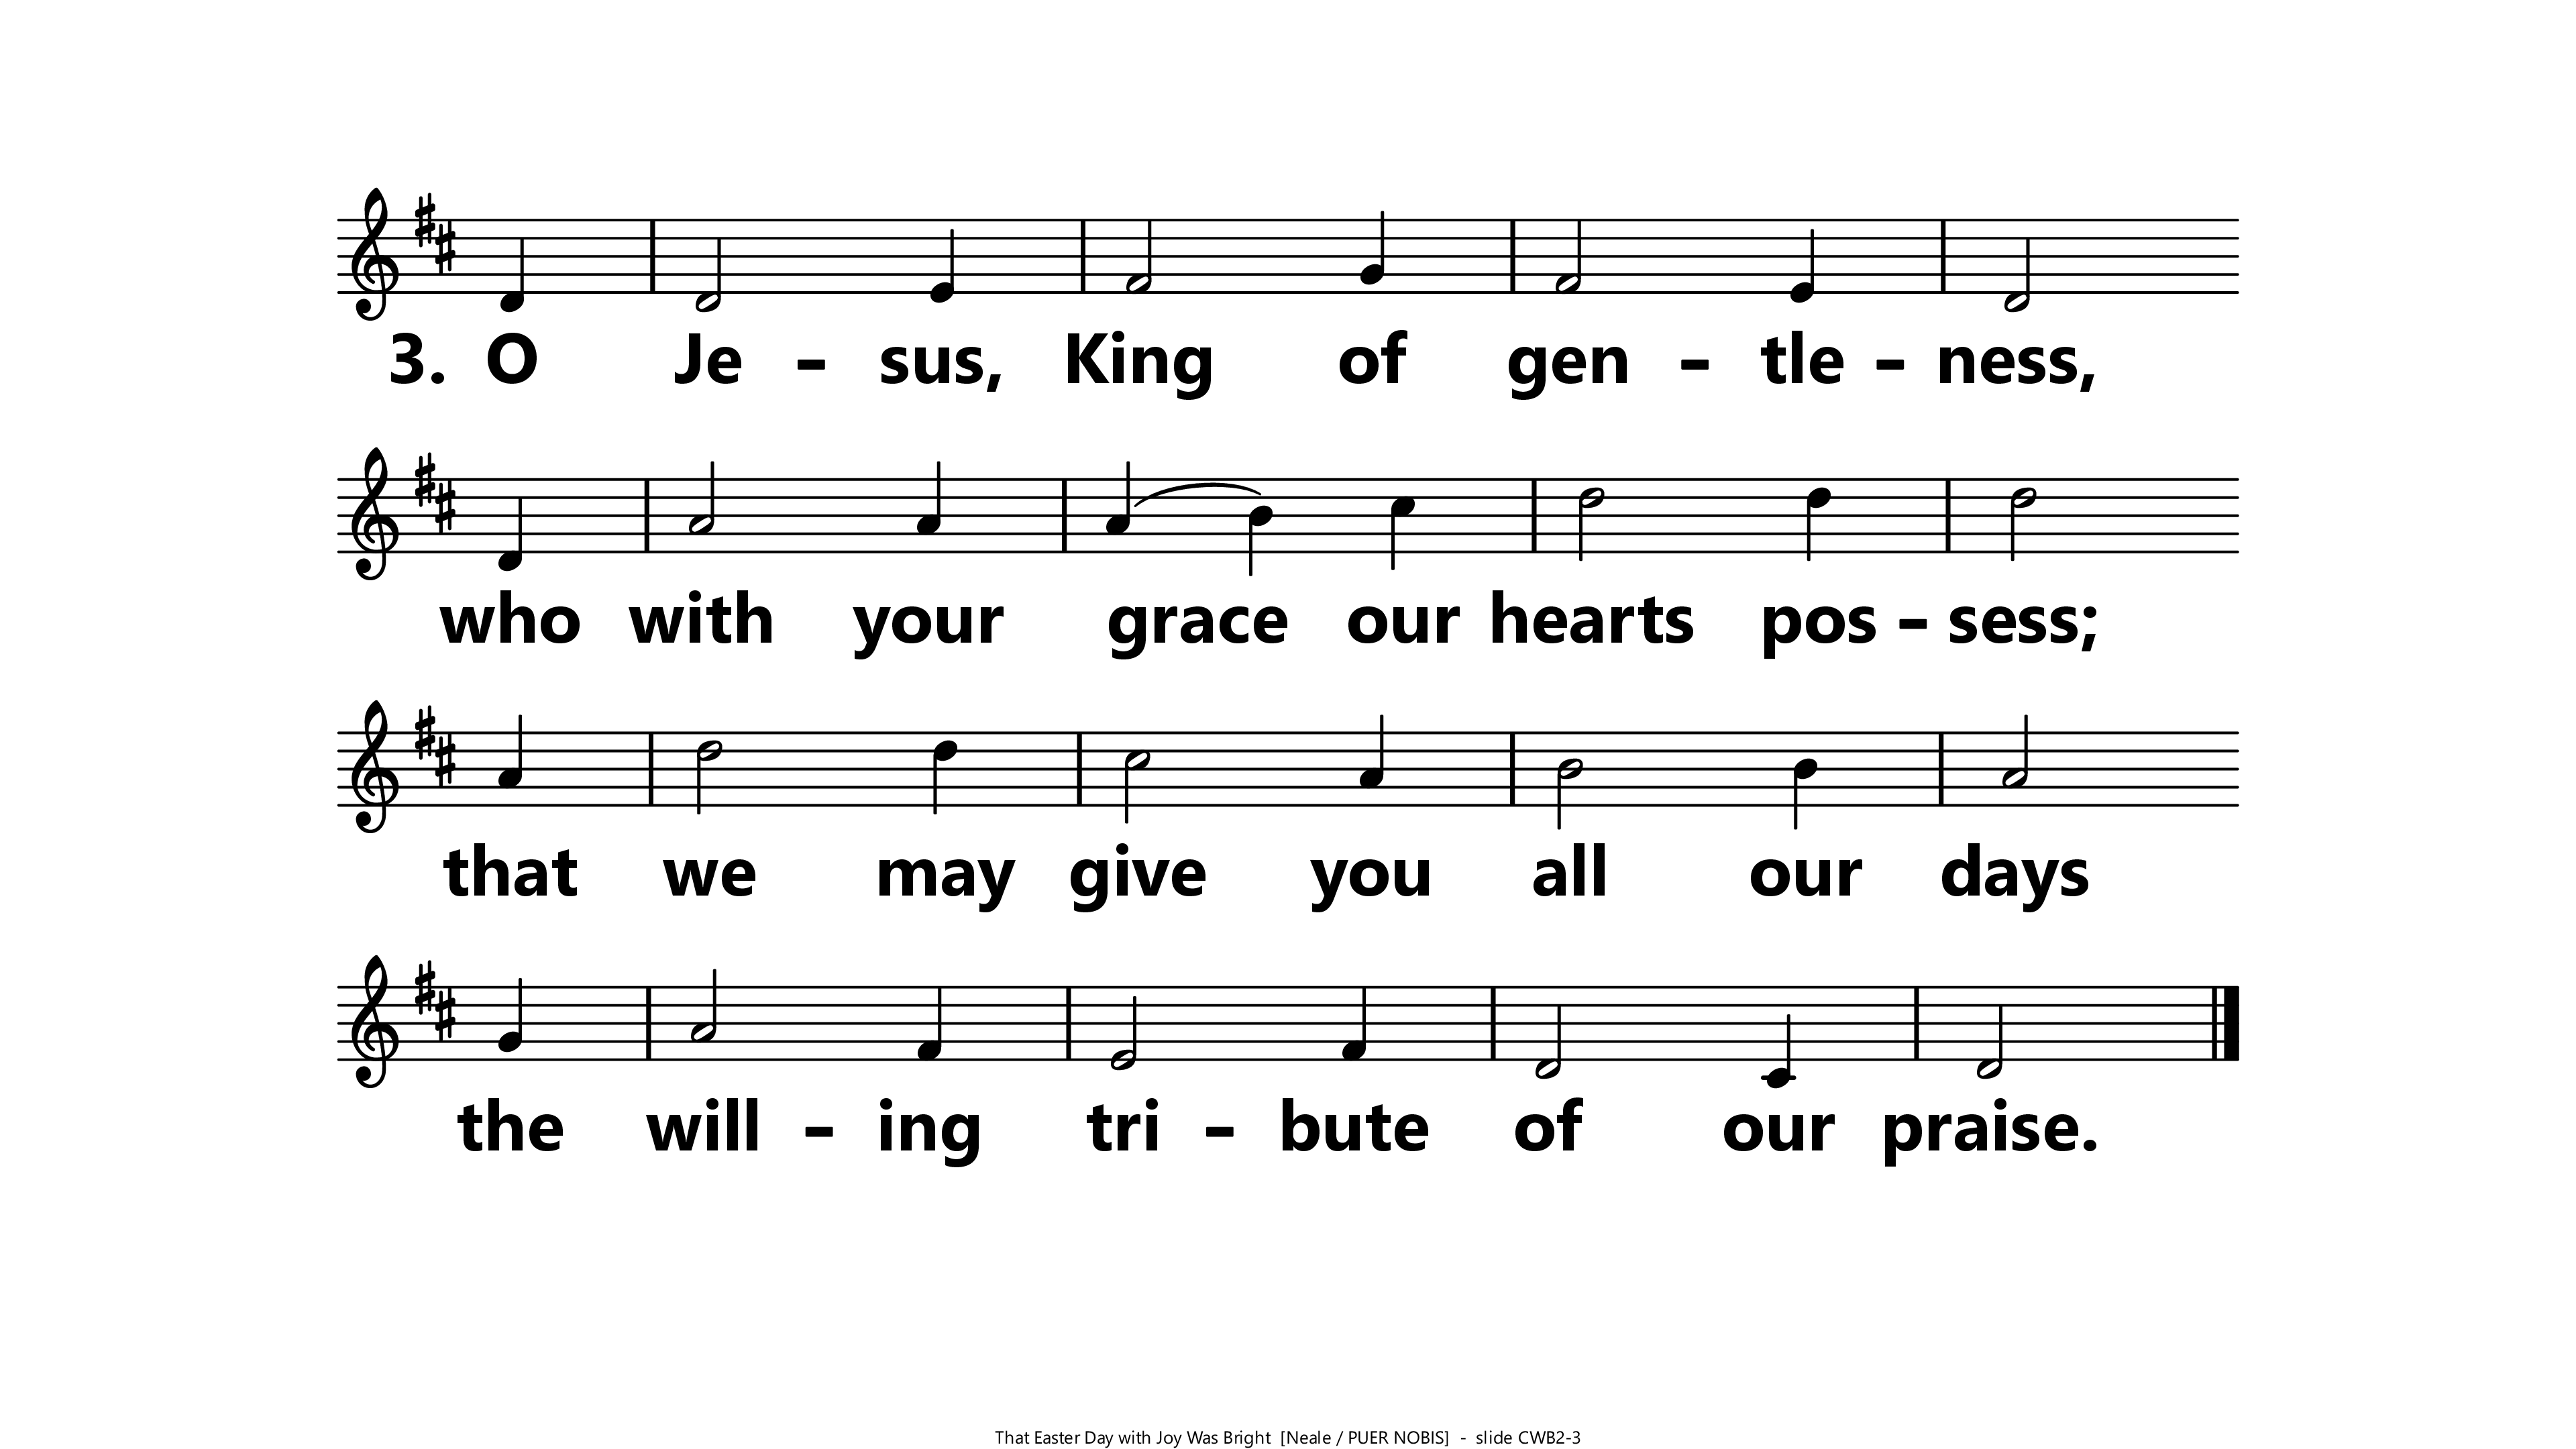 3. O Je - sus, King of gen - tle - ness,
who with your grace our hearts pos - sess;
that we may give you all our days
the will - ing tri - bute of our praise.
That Easter Day with Joy Was Bright [Neale / PUER NOBIS] - slide CWB2-3